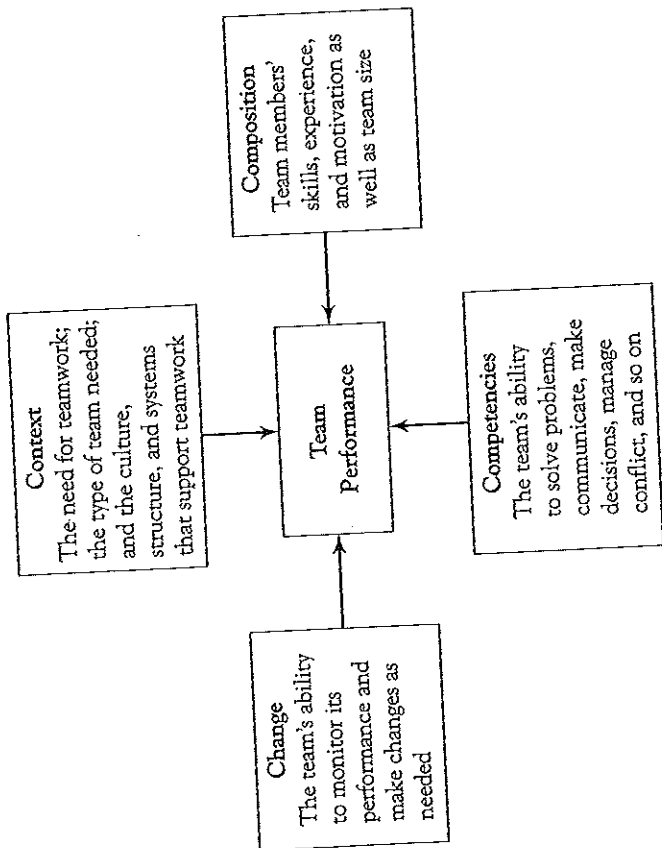 Context
The need for teamwork;
the type of team needed;
and the culture,
structure, and systems
that support teamwork
Change
The team's ability
to monitor its
performance and
make changes as
needed
Team
Performance
Composition
Team members'
skills, experience,
and motivation as
well as team size
Competencies
The team's ability
to solve problems,
communicate, make
decisions, manage
conflict, and so on